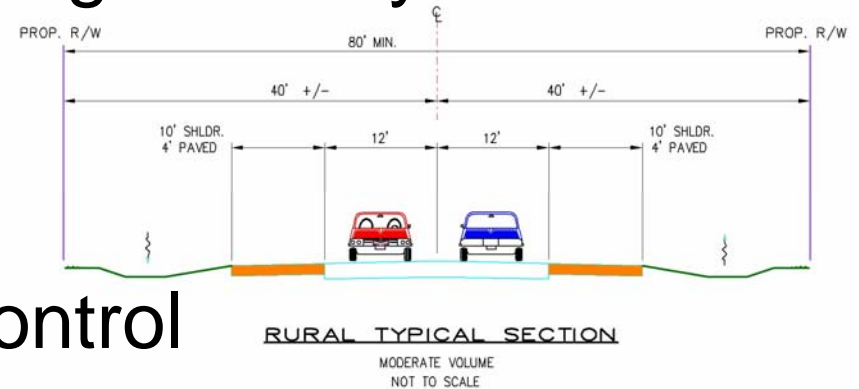 ℄
PROP. R/W
PROP. R/W
80' MIN.
40' +/-
40' +/-
10' SHLDR.
4' PAVED
12'
12'
10' SHLDR.
4' PAVED
ontrol
RURAL TYPICAL SECTION
MODERATE VOLUME
NOT TO SCALE